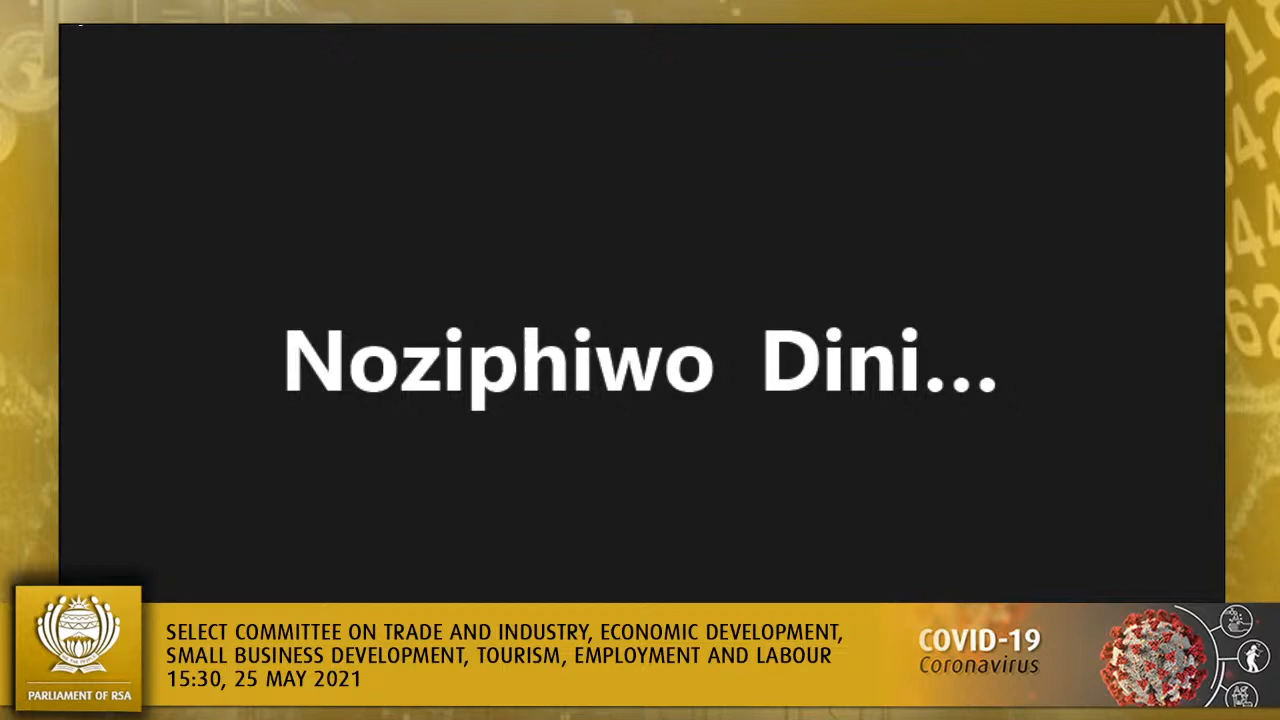 Noziphiwo Dini...
SELECT COMMITTEE ON TRADE AND INDUSTRY, ECONOMIC DEVELOPMENT,
SMALL BUSINESS DEVELOPMENT, TOURISM, EMPLOYMENT AND LABOUR
15:30, 25 MAY 2021
PARLIAMENT OF RSA
COVID-19
Coronavirus